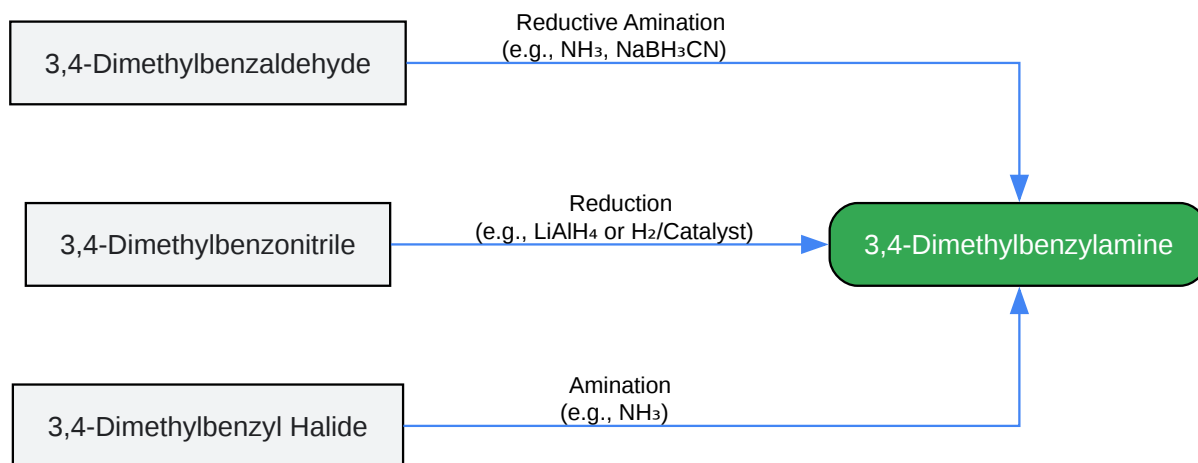 Reductive Amination
(e.g., NH₃, NaBH₃CN)
3,4-Dimethylbenzaldehyde
Reduction
(e.g., LiAlH₄ or H₂/Catalyst)
3,4-Dimethylbenzonitrile
3,4-Dimethylbenzylamine
Amination
(e.g., NH₃)
3,4-Dimethylbenzyl Halide